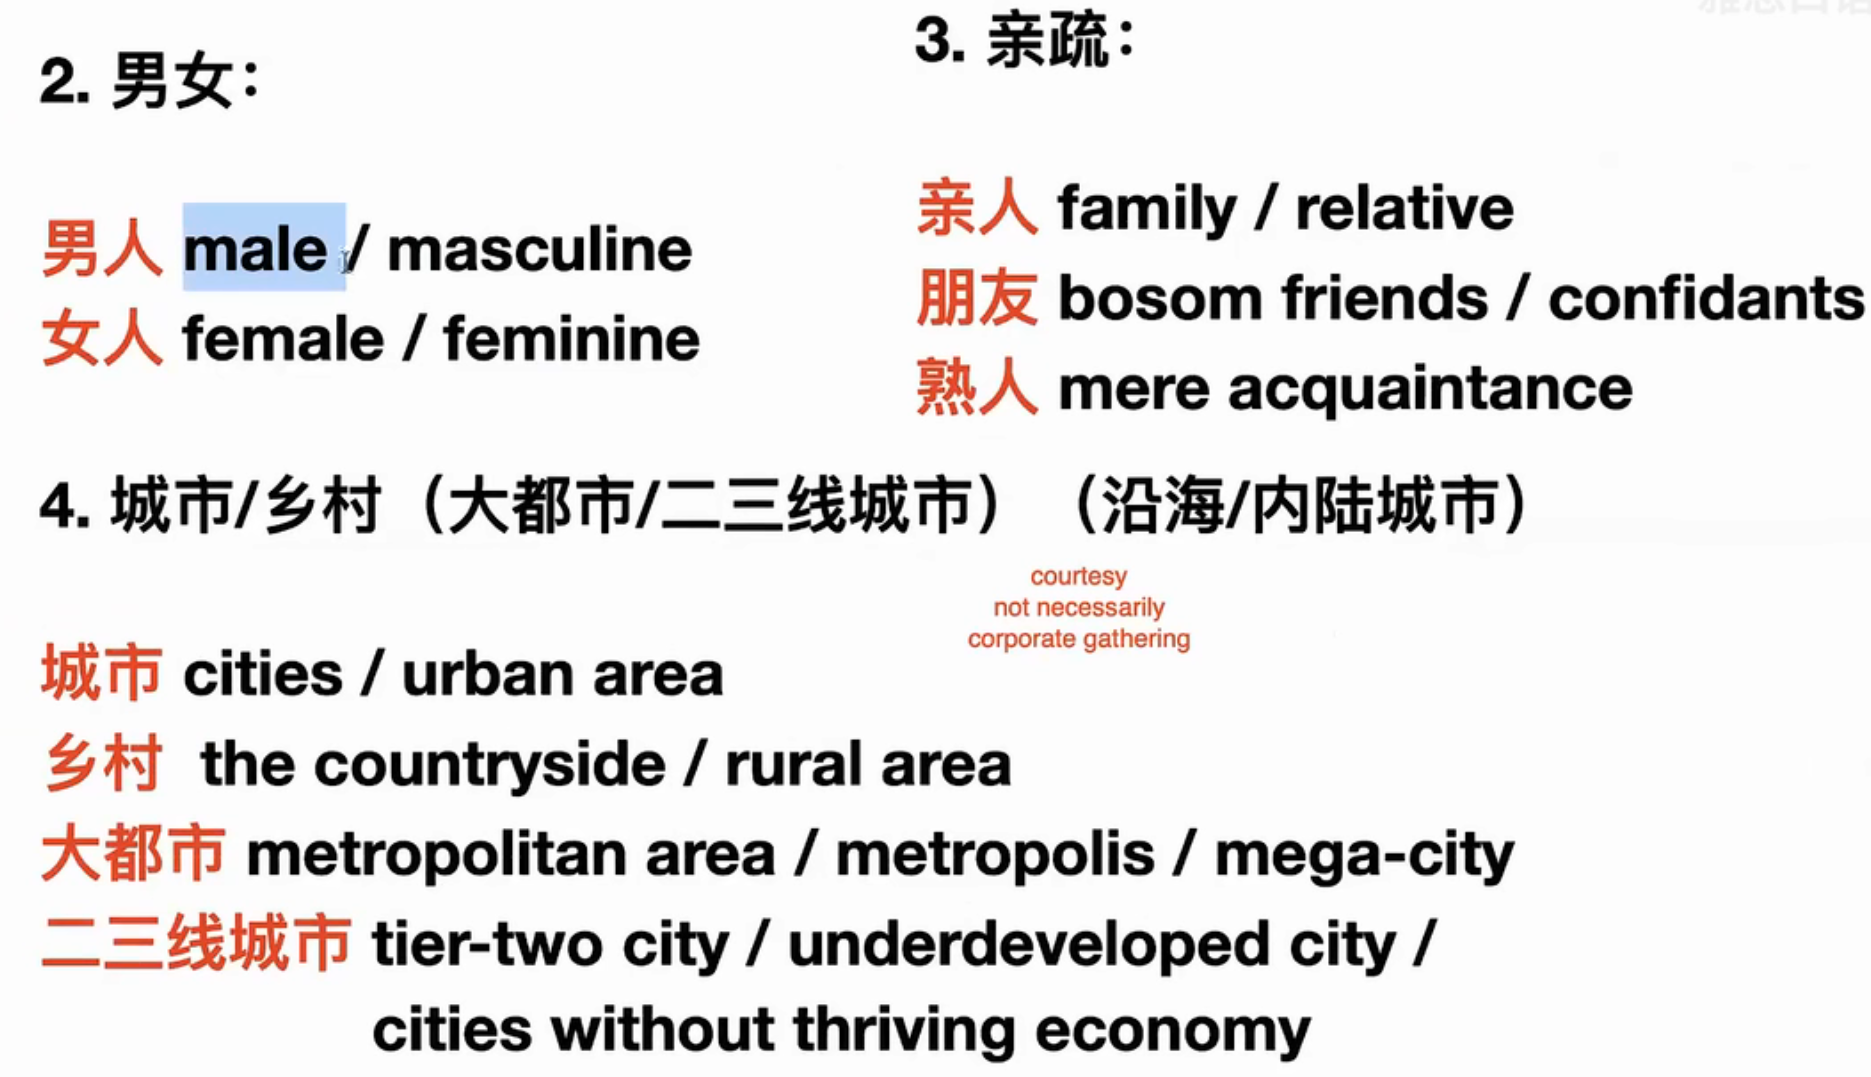 2. 男女：
男人 male / masculine
女人 female / feminine
3. 亲疏：
亲人 family / relative
朋友 bosom friends / confidants
熟人 mere acquaintance
4. 城市/乡村（大都市/二三线城市）（沿海/内陆城市）
courtesy
not necessarily
corporate gathering
城市 cities / urban area
乡村 the countryside / rural area
大都市 metropolitan area / metropolis / mega-city
二三线城市 tier-two city / underdeveloped city /
cities without thriving economy